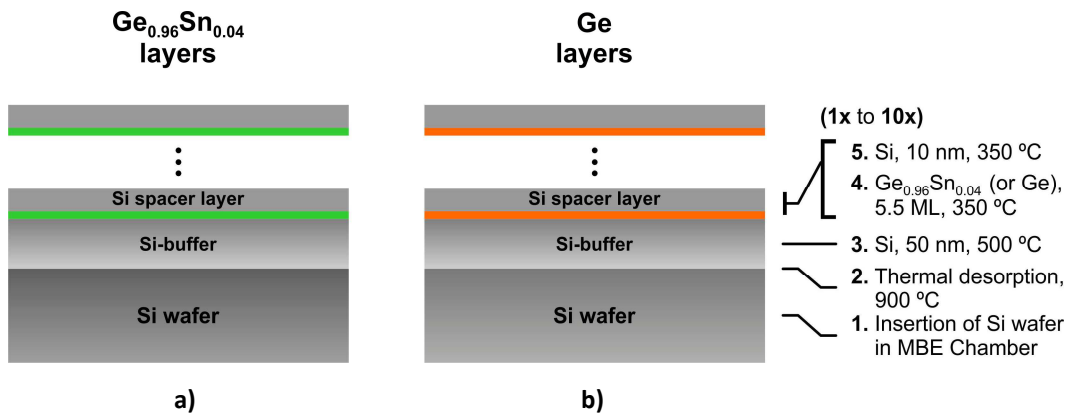 Ge0.96Sn0.04
layers
Ge
layers
Si spacer layer
Si-buffer
Si wafer
a)
Si spacer layer
Si-buffer
Si wafer
b)
(1x to 10x)
5. Si, 10 nm, 350 ºC
4. Ge0.96Sn0.04 (or Ge),
5.5 ML, 350 ºC
3. Si, 50 nm, 500 ºC
2. Thermal desorption,
900 ºC
1. Insertion of Si wafer
in MBE Chamber